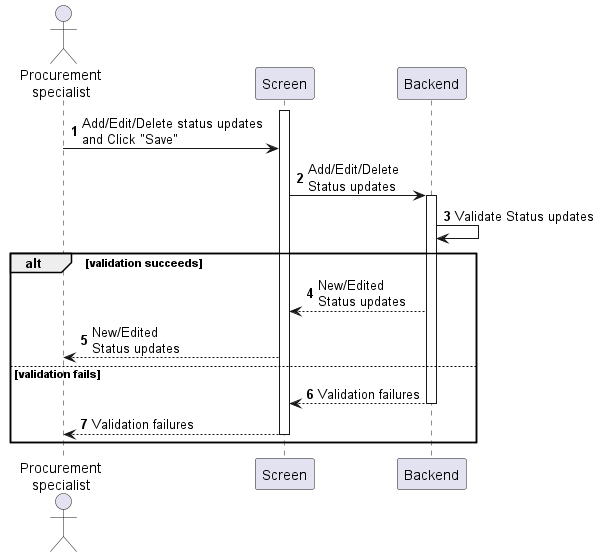 Procurement
specialist
Screen
Backend
1 Add/Edit/Delete status updates
and Click "Save"
2 Add/Edit/Delete
Status updates
3 Validate Status updates
alt [validation succeeds]
4 New/Edited
Status updates
5 New/Edited
Status updates
[validation fails]
6 Validation failures
7 Validation failures
Procurement
specialist
Screen
Backend